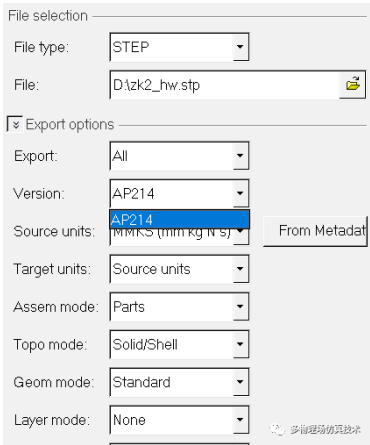 File selection
File type: STEP
File: D:\zk2_hw.stp
Export options
Export: All
Version: AP214
AP214
Source units: MMKS (mm kg N s) From Metadat
Target units: Source units
Assem mode: Parts
Topo mode: Solid/Shell
Geom mode: Standard
Layer mode: None
多物理场仿真技术